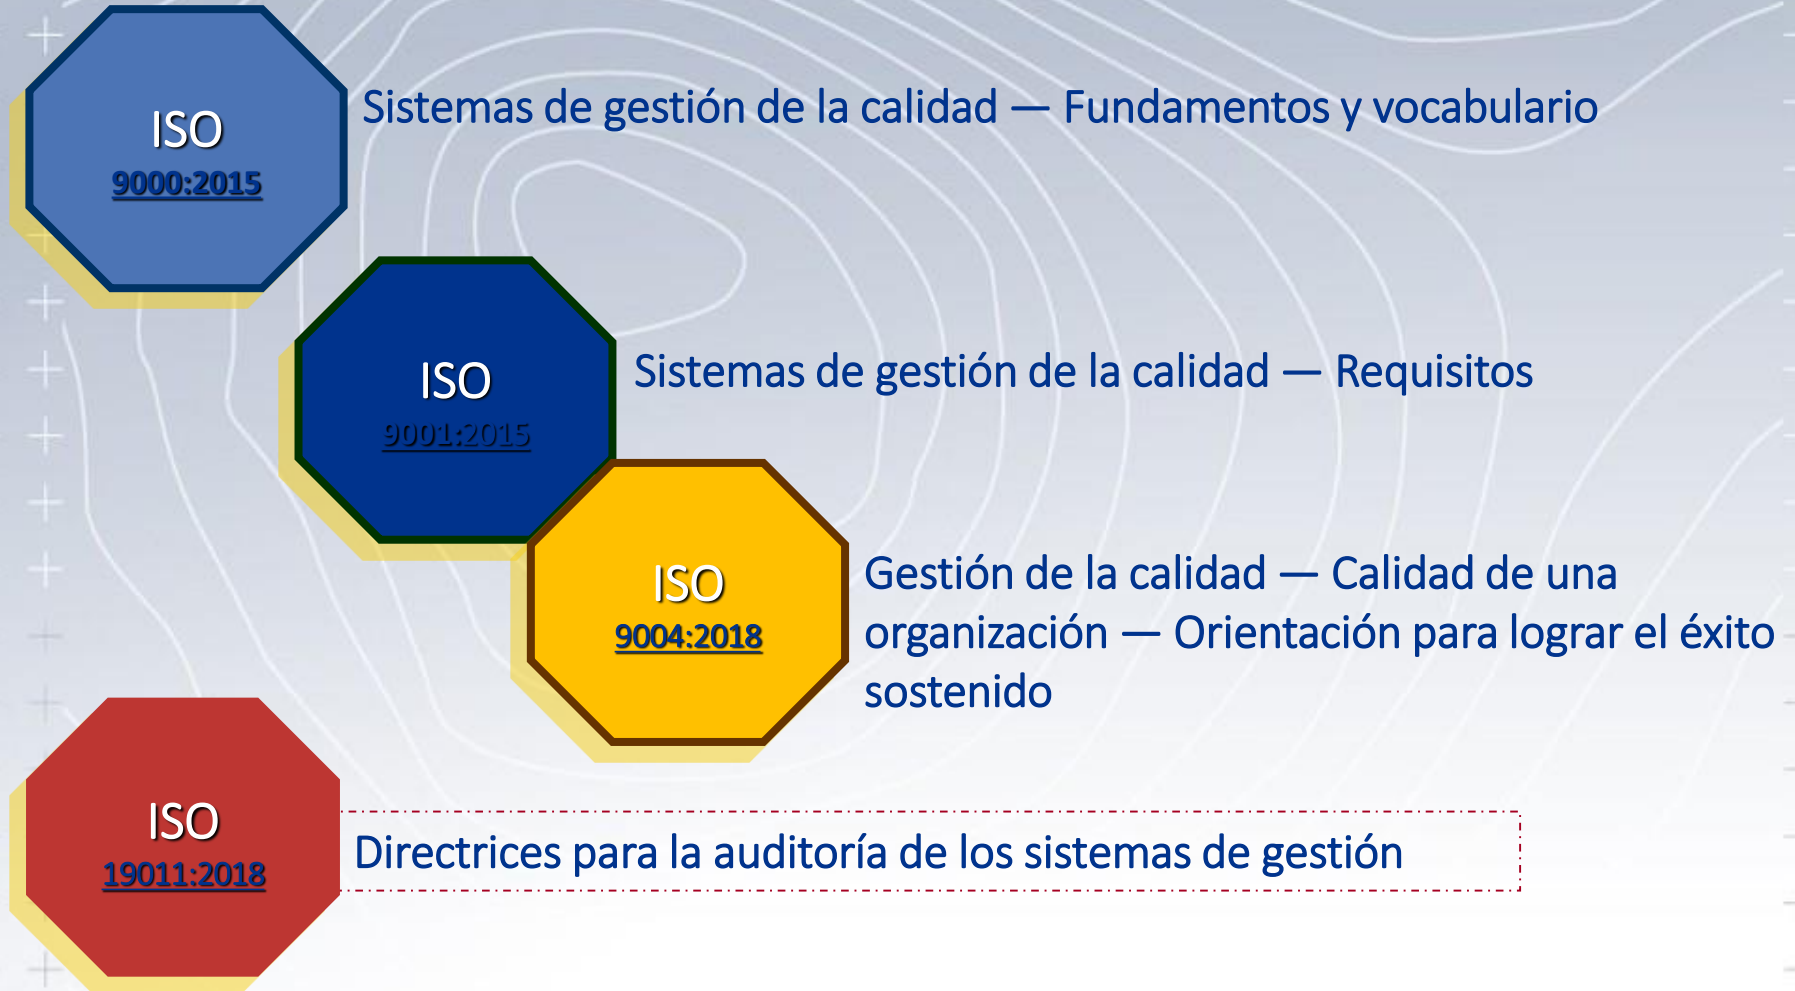 ISO
9000:2015
Sistemas de gestión de la calidad — Fundamentos y vocabulario
ISO
9001:2015
Sistemas de gestión de la calidad — Requisitos
ISO
9004:2018
Gestión de la calidad — Calidad de una
organización — Orientación para lograr el éxito
sostenido
ISO
19011:2018
Directrices para la auditoría de los sistemas de gestión